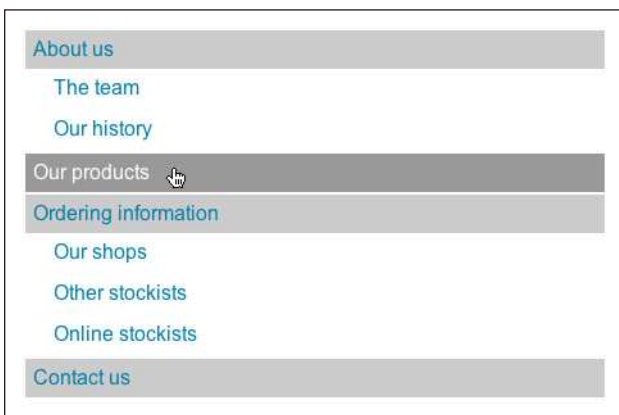 About us
The team
Our history
Our products
Ordering information
Our shops
Other stockists
Online stockists
Contact us